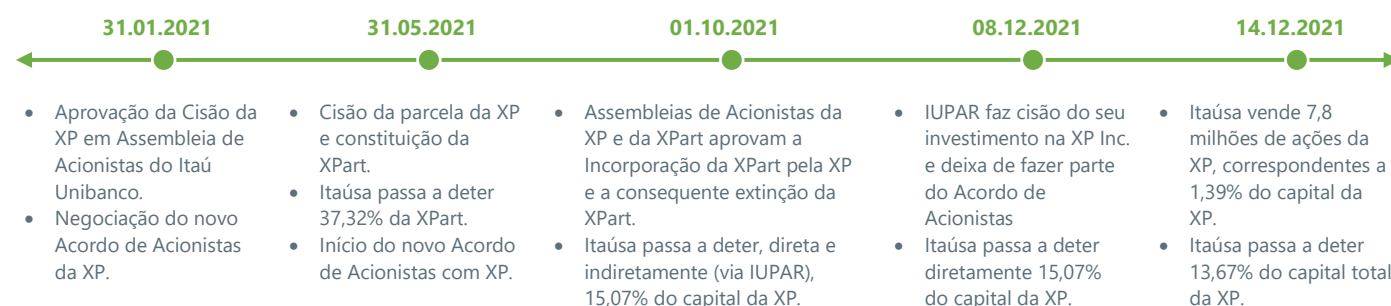 31.01.2021
• Aprovação da Cisão da
XP em Assembleia de
Acionistas do Itaú
Unibanco.
• Negociação do novo
Acordo de Acionistas
da XP.
31.05.2021
• Cisão da parcela da XP
e constituição da
XPart.
• Itaúsa passa a deter
37,32% da XPart.
• Início do novo Acordo
de Acionistas com XP.
01.10.2021
• Assembleias de Acionistas da
XP e da XPart aprovam a
Incorporação da XPart pela XP
e a consequente extinção da
XPart.
• Itaúsa passa a deter, direta e
indiretamente (via IUPAR),
15,07% do capital da XP.
08.12.2021
• IUPAR faz cisão do seu
investimento na XP Inc.
e deixa de fazer parte
do Acordo de
Acionistas
• Itaúsa passa a deter
diretamente 15,07%
do capital da XP.
14.12.2021
• Itaúsa vende 7,8
milhões de ações da
XP, correspondentes a
1,39% do capital da
XP.
• Itaúsa passa a deter
13,67% do capital total
da XP.